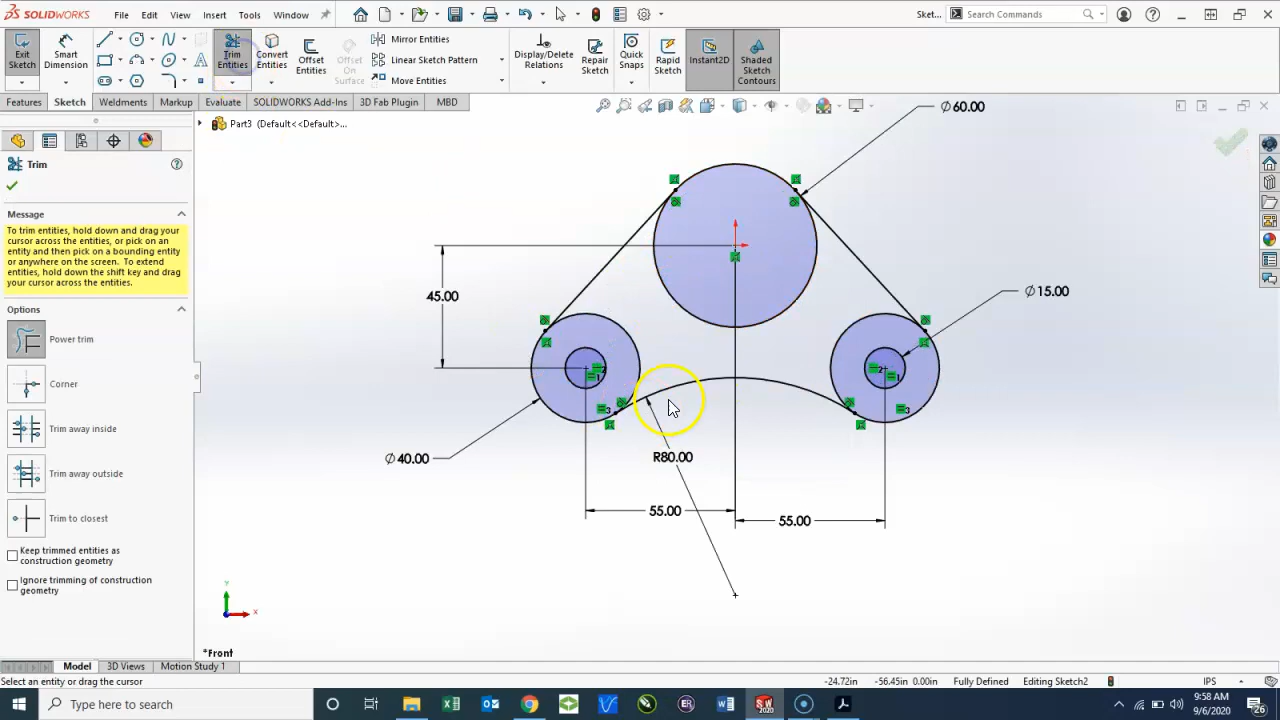 SOLIDWORKS File Edit View Insert Tools Window Sket... Search Commands
Exit Sketch
Smart Dimension
Trim Entities
Convert Entities
Offset Entities
Offset On Surface
Mirror Entities
Linear Sketch Pattern
Move Entities
Display/Delete Relations
Repair Sketch
Quick Snaps
Rapid Sketch
Instant2D
Shaded Sketch Contours
Features Sketch Weldments Markup Evaluate SOLIDWORKS Add-Ins 3D Fab Plugin MBD
Part3 (Default<<Default>...
Trim
Message
To trim entities, hold down and drag your
cursor across the entities, or pick on an
entity and then pick on a bounding entity
or anywhere on the screen. To extend
entities, hold down the shift key and drag
your cursor across the entities.
Options
Power trim
Corner
Trim away inside
Trim away outside
Trim to closest
Keep trimmed entities as
construction geometry
Ignore trimming of construction
geometry
Ø60.00
45.00
Ø15.00
2
1
2
1
3
3
Ø40.00
R80.00
55.00
55.00
Y
X
*Front
Model 3D Views Motion Study 1
Select an entity or drag the cursor -24.72in -56.45in 0.00in Fully Defined Editing Sketch2 IPS
Type here to search
9:58 AM
9/6/2020
26